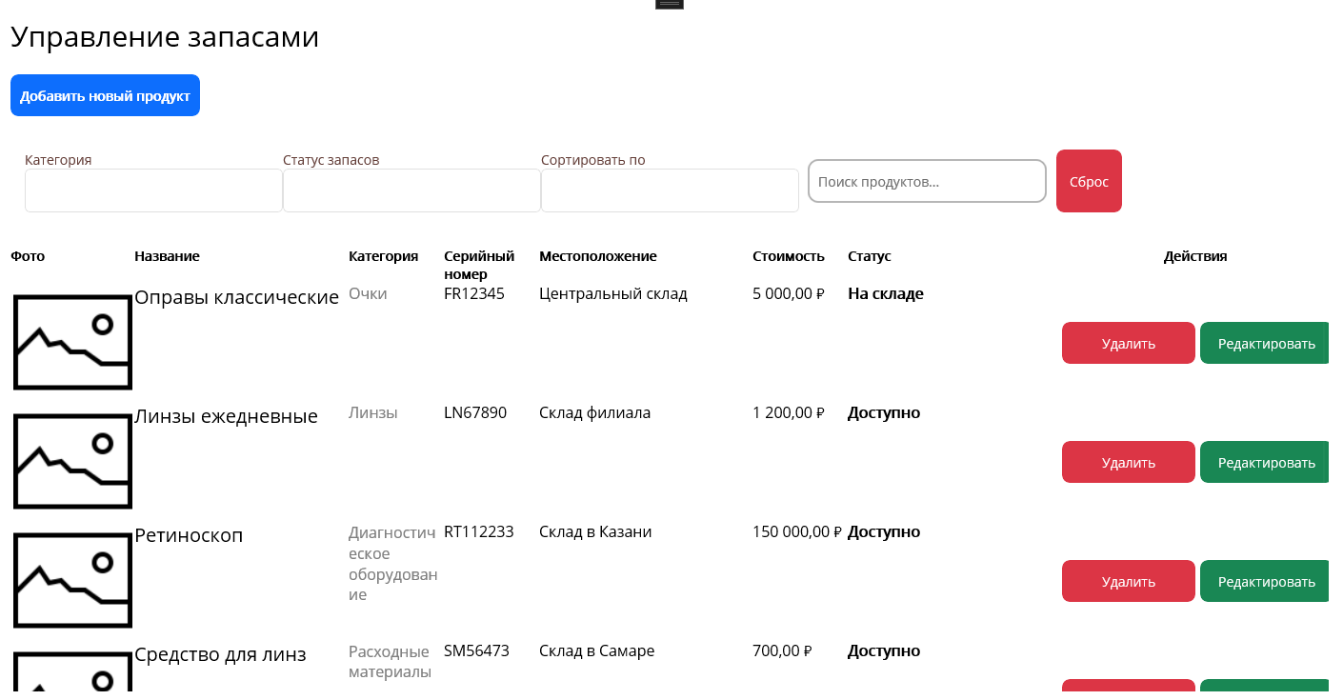 Управление запасами
Добавить новый продукт
Категория Статус запасов Сортировать по
Поиск продуктов... Сброс
Фото Название Категория Серийный номер Местоположение Стоимость Статус Действия
Оправы классические Очки FR12345 Центральный склад 5 000,00 ₽ На складе
Удалить Редактировать
Линзы ежедневные Линзы LN67890 Склад филиала 1 200,00 ₽ Доступно
Удалить Редактировать
Ретиноскоп Диагностич RT112233 Склад в Казани 150 000,00 ₽ Доступно
еское
оборудован
ие
Удалить Редактировать
Средство для линз Расходные SM56473 Склад в Самаре 700,00 ₽ Доступно
материалы